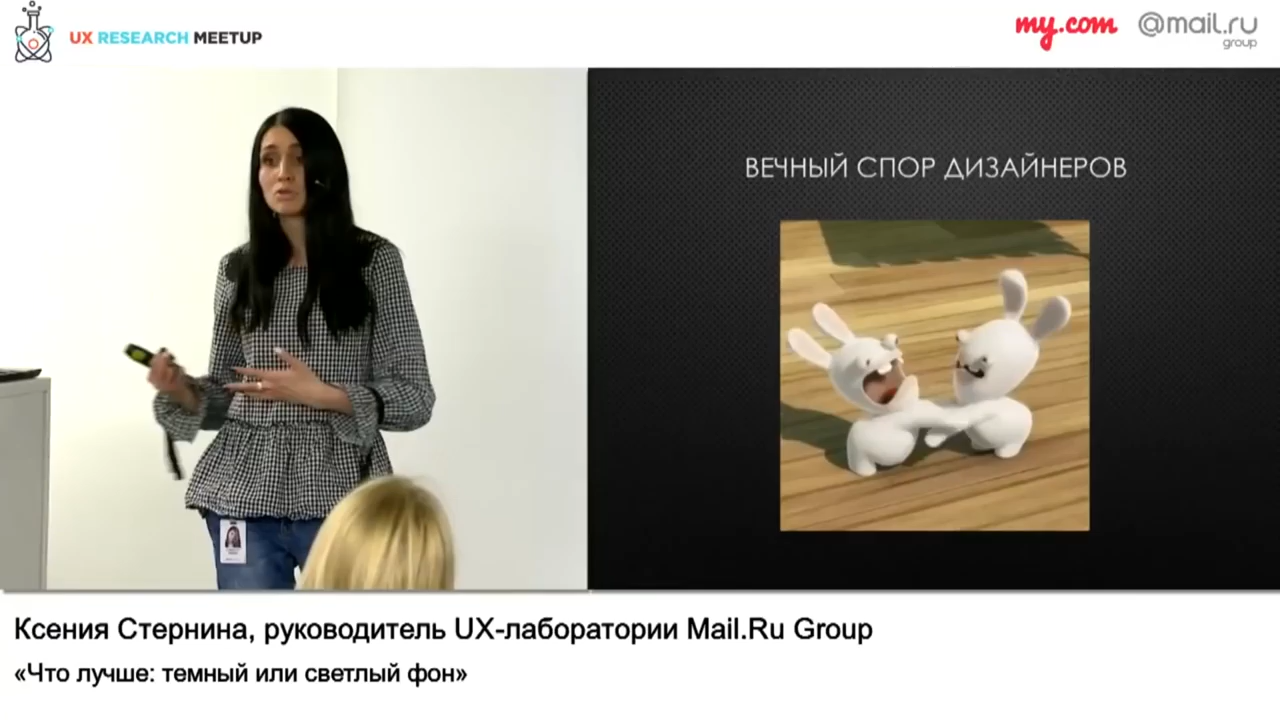 UX RESEARCH MEETUP
my.com
@mail.ru
group
ВЕЧНЫЙ СПОР ДИЗАЙНЕРОВ
Ксения Стернина, руководитель UX-лаборатории Mail.Ru Group
«Что лучше: темный или светлый фон»